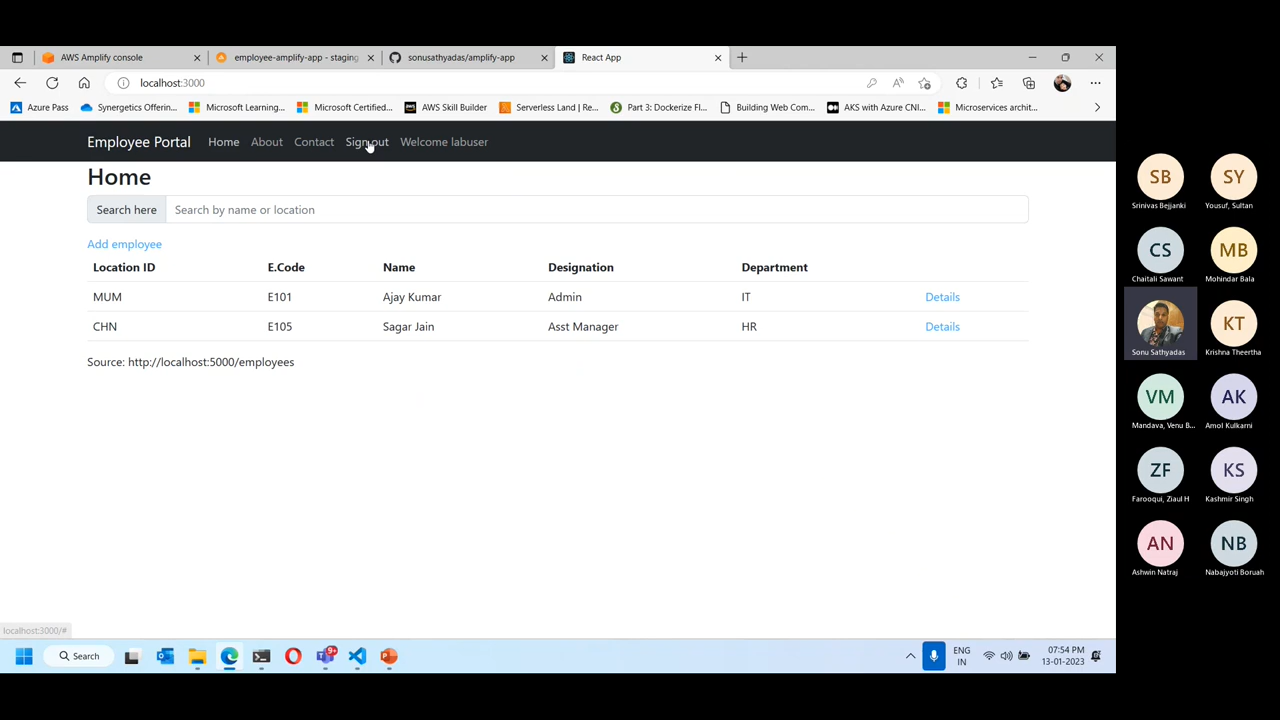 AWS Amplify console
employee-amplify-app - staging
sonusathyadas/amplify-app
React App
localhost:3000
Azure Pass
Synergetics Offerin...
Microsoft Learning...
Microsoft Certified...
AWS Skill Builder
Serverless Land | Re...
Part 3: Dockerize Fl...
Building Web Com...
AKS with Azure CNI...
Microservices archit...
Employee Portal Home About Contact Sign out Welcome labuser
Home
Search here Search by name or location
Add employee
Location ID E.Code Name Designation Department
MUM E101 Ajay Kumar Admin IT Details
CHN E105 Sagar Jain Asst Manager HR Details
Source: http://localhost:5000/employees
localhost:3000/#
Search
9+
ENG
IN
07:54 PM
13-01-2023
SB
Srinivas Bejjanki
SY
Yousuf, Sultan
CS
Chaitali Sawant
MB
Mohindar Bala
Sonu Sathyadas
KT
Krishna Theertha
VM
Mandava, Venu B...
AK
Amol Kulkarni
ZF
Farooqui, Ziaul H
KS
Kashmir Singh
AN
Ashwin Natraj
NB
Nabajyoti Boruah